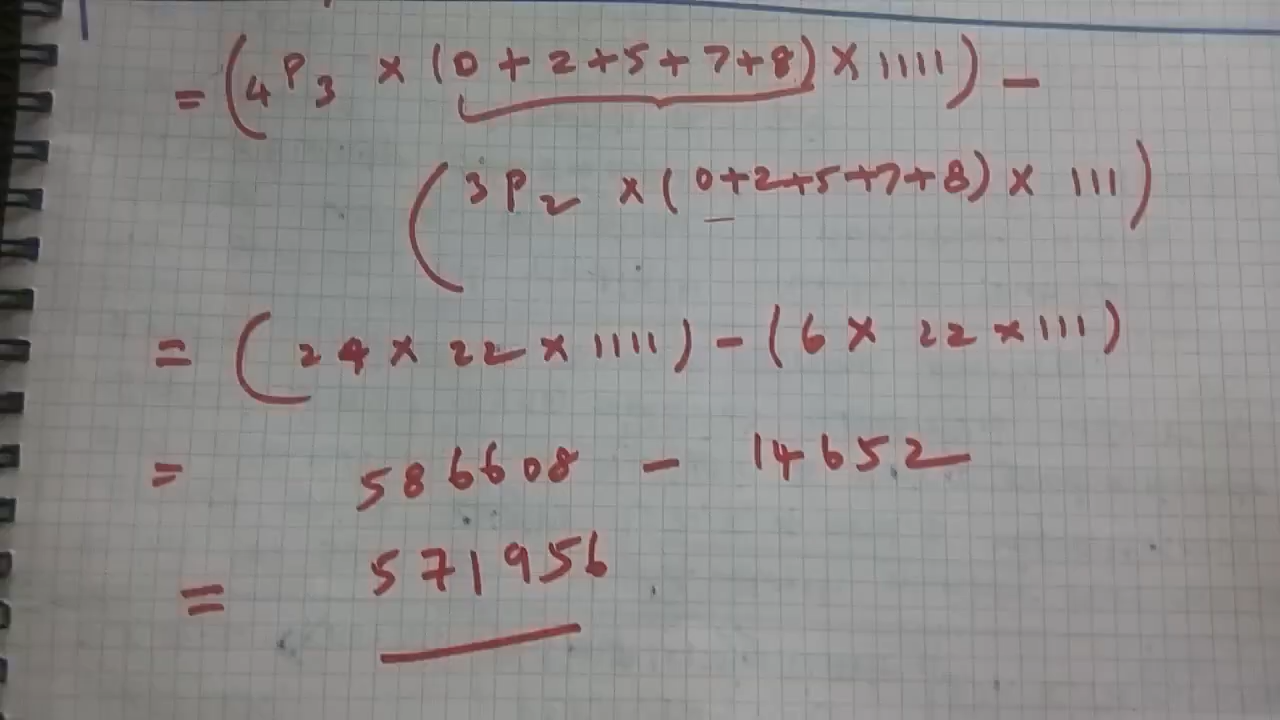 = (4P3 × (0+2+5+7+8) × 1111) –
(3P2 × (0+2+5+7+8) × 111)
= (24 × 22 × 1111) – (6 × 22 × 111)
= 586608 – 14652
= 571956